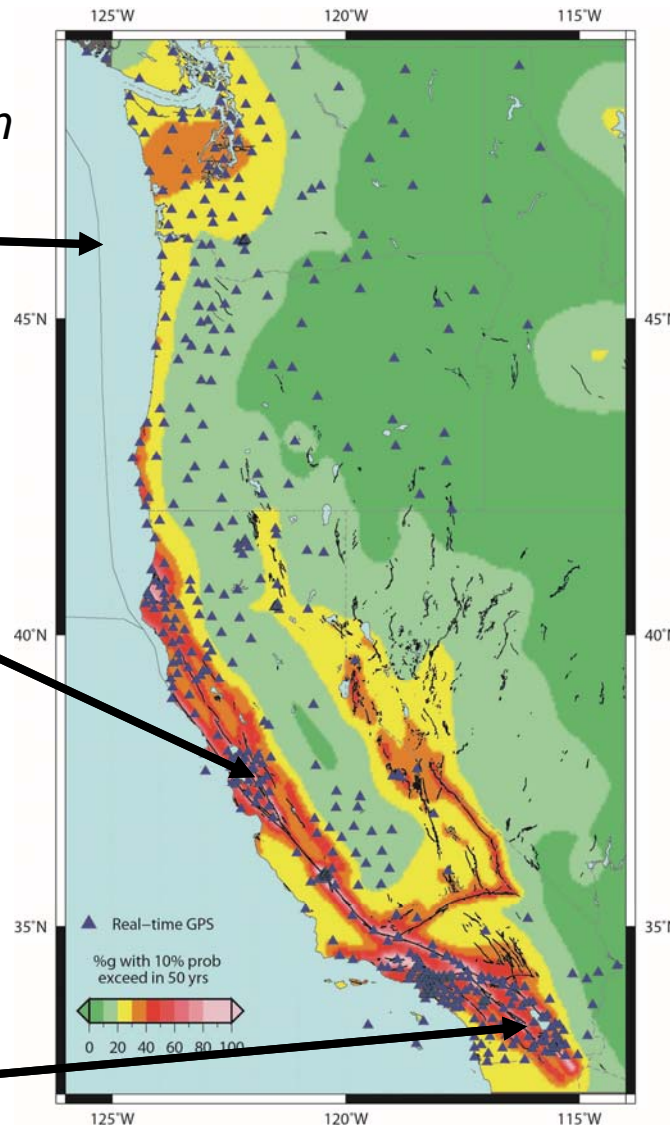 125˚W 120˚W 115˚W
n
45˚N 45˚N
40˚N 40˚N
35˚N 35˚N
Real−time GPS
%g with 10% prob
exceed in 50 yrs
0 20 40 60 80 100
125˚W 120˚W 115˚W